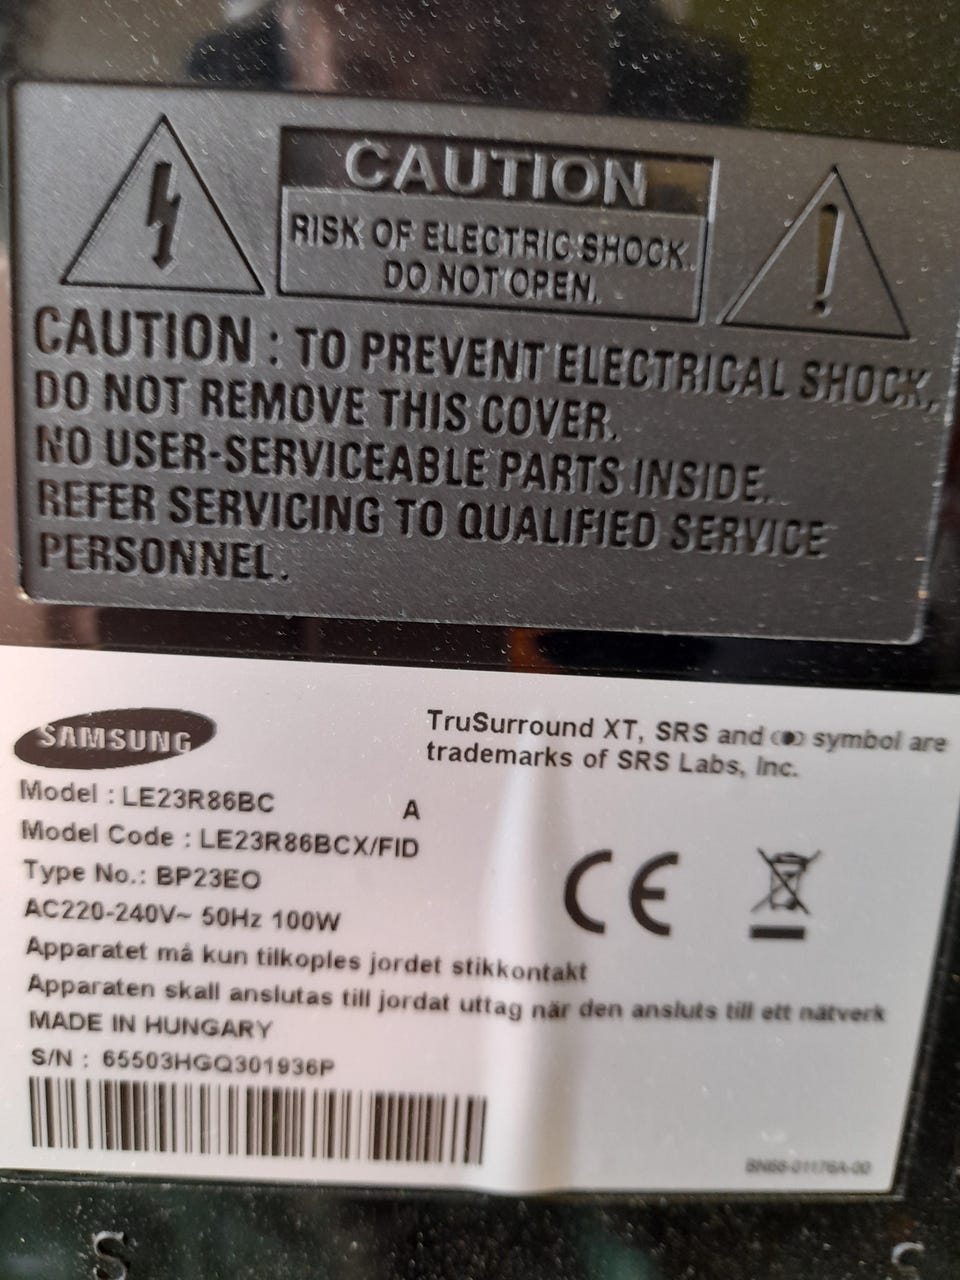 CAUTION
RISK OF ELECTRIC SHOCK.
DO NOT OPEN.
CAUTION : TO PREVENT ELECTRICAL SHOCK,
DO NOT REMOVE THIS COVER.
NO USER-SERVICEABLE PARTS INSIDE.
REFER SERVICING TO QUALIFIED SERVICE
PERSONNEL.
SAMSUNG
TruSurround XT, SRS and symbol are
trademarks of SRS Labs, Inc.
Model : LE23R86BC A
Model Code : LE23R86BCX/FID
Type No.: BP23EO
AC220-240V~ 50Hz 100W
CE
Apparatet må kun tilkoples jordet stikkontakt
Apparaten skall anslutas till jordat uttag när den ansluts till ett nätverk
MADE IN HUNGARY
S/N : 65503HGQ301936P
BN68-01176A-00
S